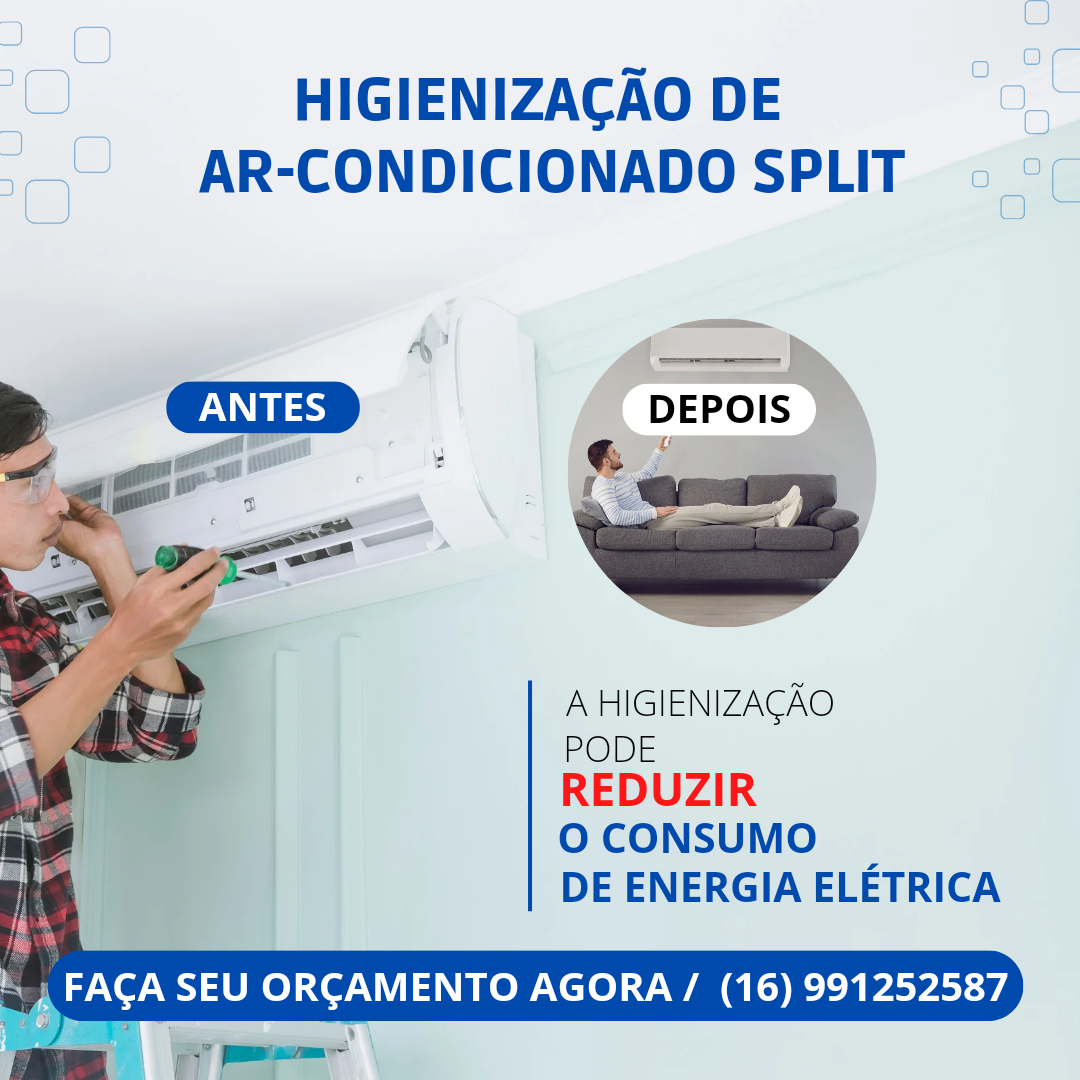 HIGIENIZAÇÃO DE
AR-CONDICIONADO SPLIT
ANTES
DEPOIS
A HIGIENIZAÇÃO
PODE
REDUZIR
O CONSUMO
DE ENERGIA ELÉTRICA
FAÇA SEU ORÇAMENTO AGORA / (16) 991252587